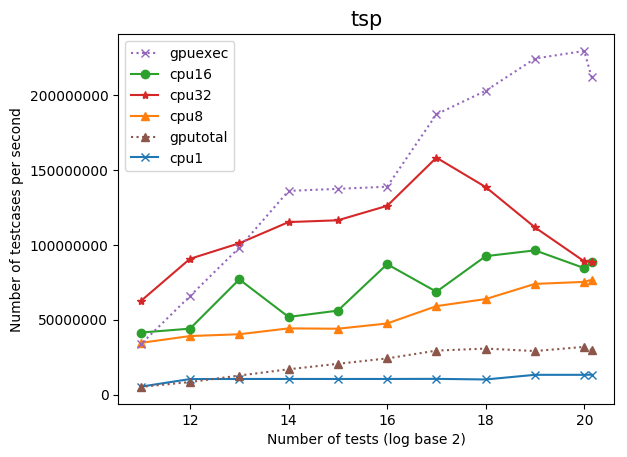 tsp
gpuexec
cpu16
cpu32
cpu8
gputotal
cpu1
200000000
150000000
100000000
50000000
0
Number of testcases per second
12 14 16 18 20
Number of tests (log base 2)